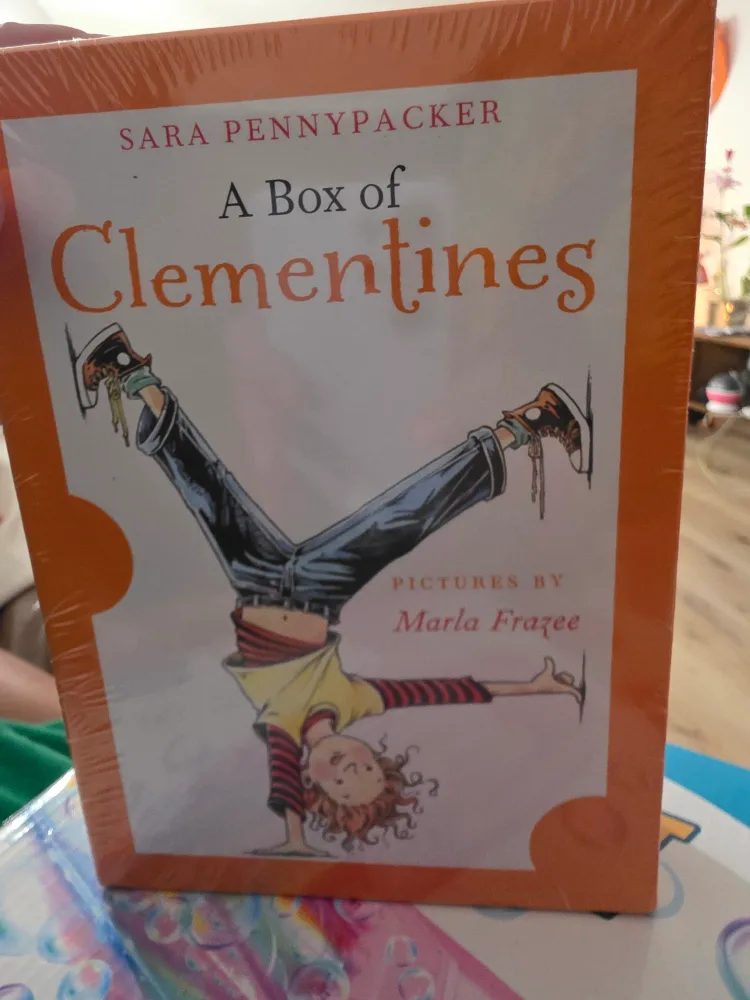 SARA PENNYPACKER
A Box of
Clementines
PICTURES BY
Marla Frazee